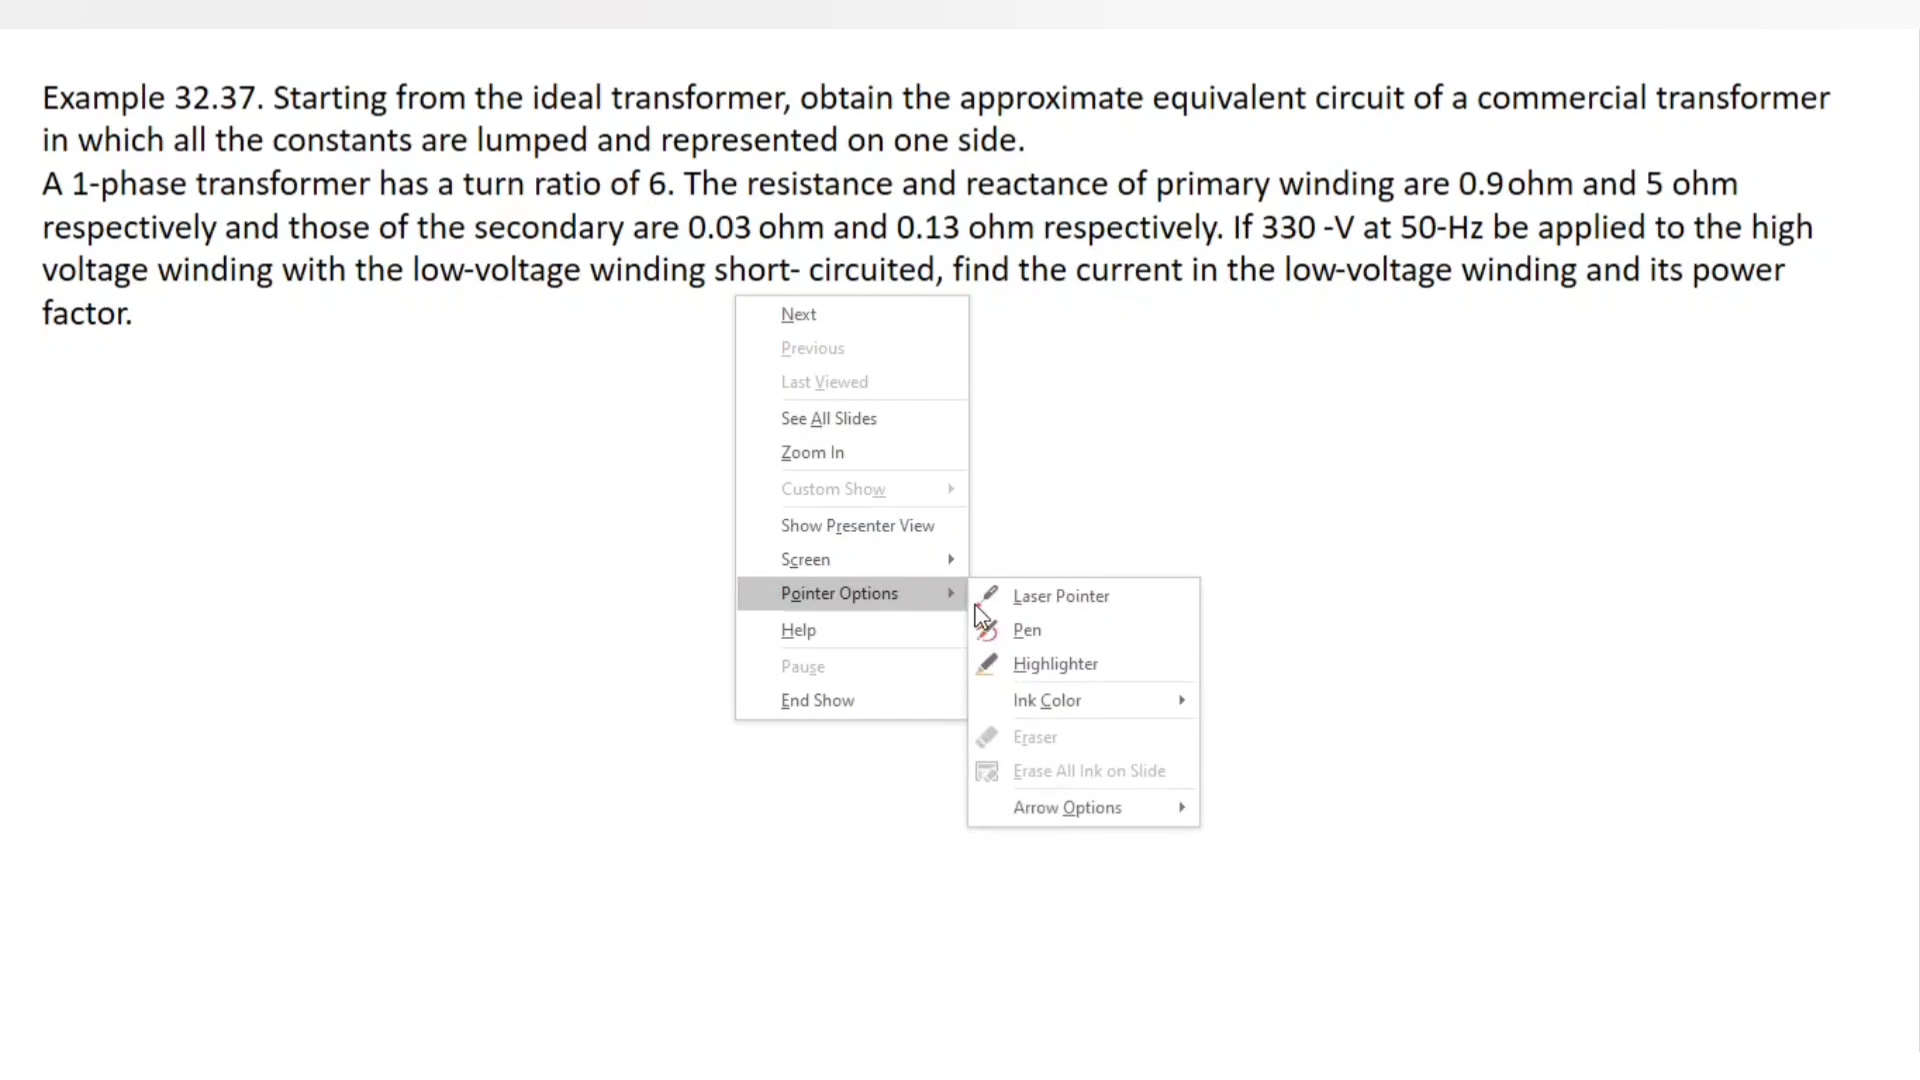 Example 32.37. Starting from the ideal transformer, obtain the approximate equivalent circuit of a commercial transformer
in which all the constants are lumped and represented on one side.
A 1-phase transformer has a turn ratio of 6. The resistance and reactance of primary winding are 0.9 ohm and 5 ohm
respectively and those of the secondary are 0.03 ohm and 0.13 ohm respectively. If 330 -V at 50-Hz be applied to the high
voltage winding with the low-voltage winding short- circuited, find the current in the low-voltage winding and its power
factor.
Next
Previous
Last Viewed
See All Slides
Zoom In
Custom Show
Show Presenter View
Screen
Pointer Options
Help
Pause
End Show
Laser Pointer
Pen
Highlighter
Ink Color
Eraser
Erase All Ink on Slide
Arrow Options